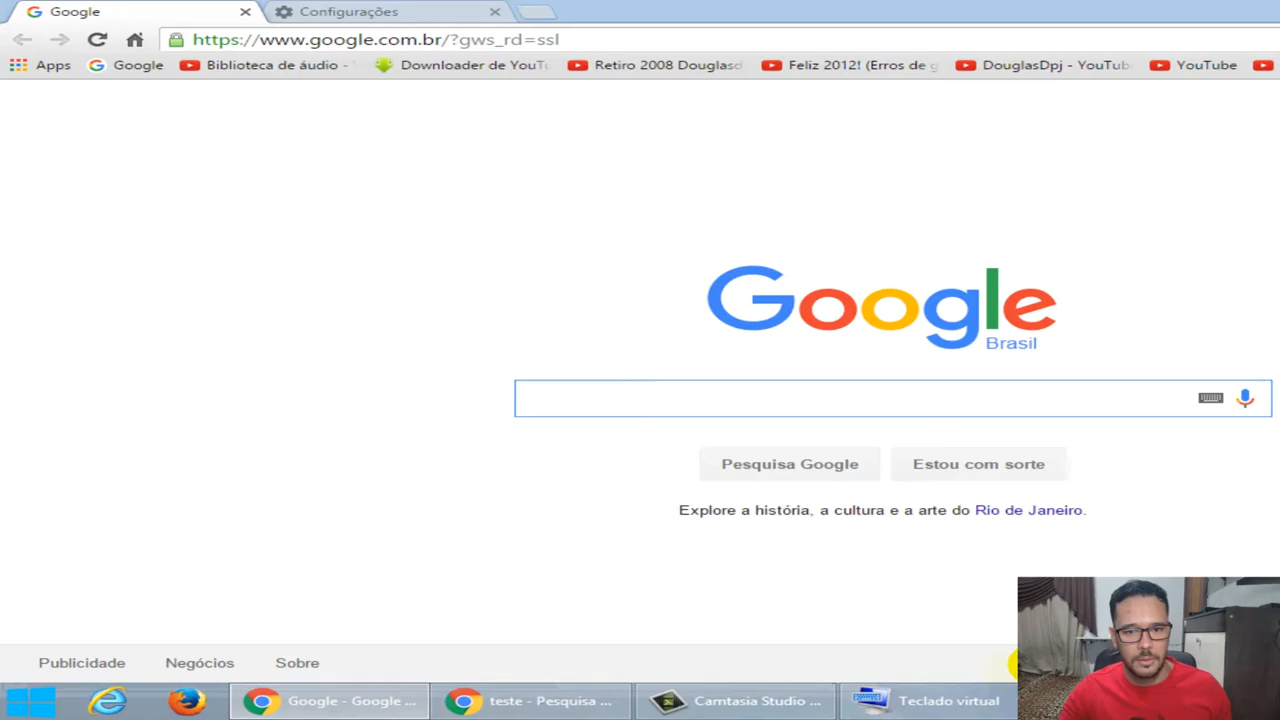 Google
Configurações
https://www.google.com.br/?gws_rd=ssl
Apps
Google
Biblioteca de áudio -
Downloader de YouTu
Retiro 2008 Douglasd
Feliz 2012! (Erros de g
DouglasDpj - YouTub
YouTube
Google
Brasil
Pesquisa Google
Estou com sorte
Explore a história, a cultura e a arte do Rio de Janeiro.
Publicidade
Negócios
Sobre
Google - Google ...
teste - Pesquisa ...
Camtasia Studio ...
Teclado virtual